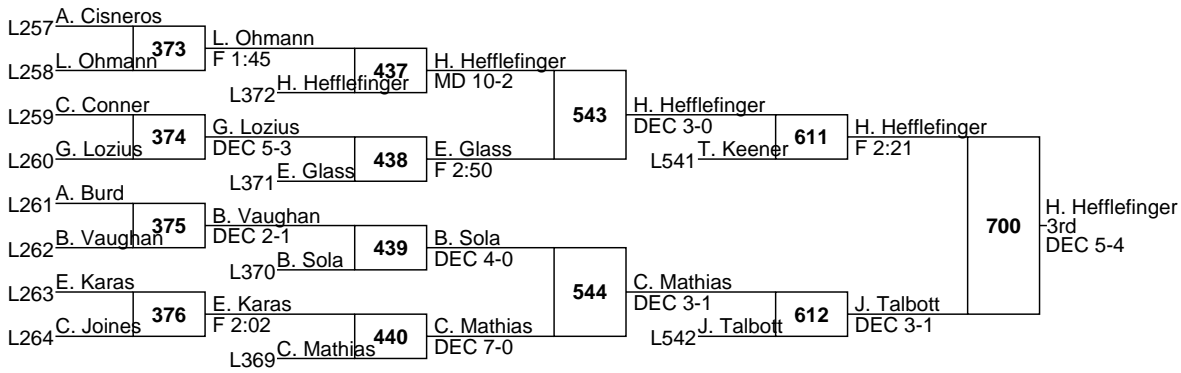 L257 A. Cisneros
373
L258 L. Ohmann
L. Ohmann
F 1:45
437
L372 H. Hefflefinger
H. Hefflefinger
MD 10-2
L259 C. Conner
374
L260 G. Lozius
G. Lozius
DEC 5-3
438
L371 E. Glass
E. Glass
F 2:50
543
H. Hefflefinger
DEC 3-0
611
L541 T. Keener
H. Hefflefinger
F 2:21
L261 A. Burd
375
L262 B. Vaughan
B. Vaughan
DEC 2-1
439
L370 B. Sola
B. Sola
DEC 4-0
L263 E. Karas
376
L264 C. Joines
E. Karas
F 2:02
440
L369 C. Mathias
C. Mathias
DEC 7-0
544
C. Mathias
DEC 3-1
612
L542 J. Talbott
J. Talbott
DEC 3-1
700
H. Hefflefinger
3rd
DEC 5-4